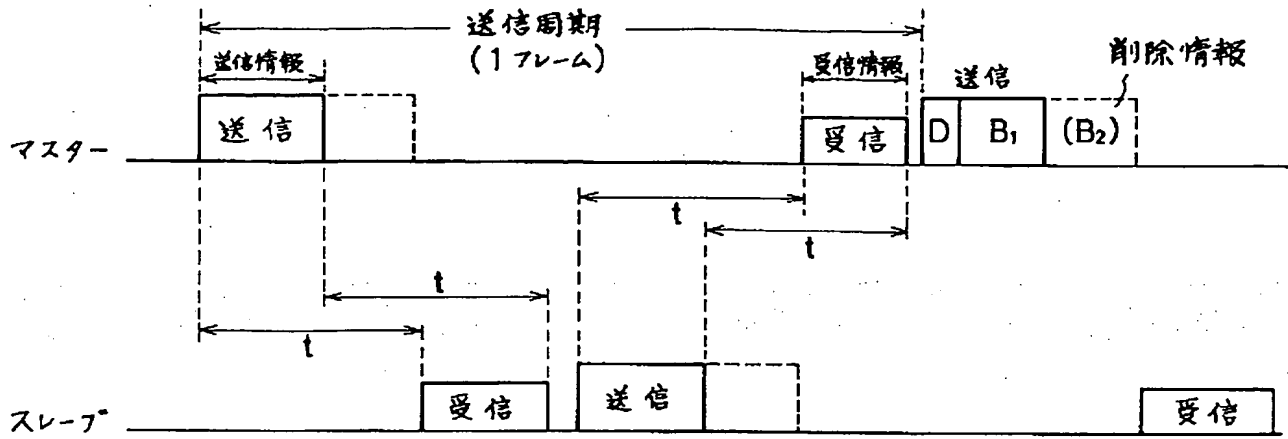 送信周期
(1フレーム)
送信情報
受信情報
削除情報
送信
マスター
送信
受信
D
B₁
(B₂)
t
t
t
t
スレーブ
受信
送信
受信